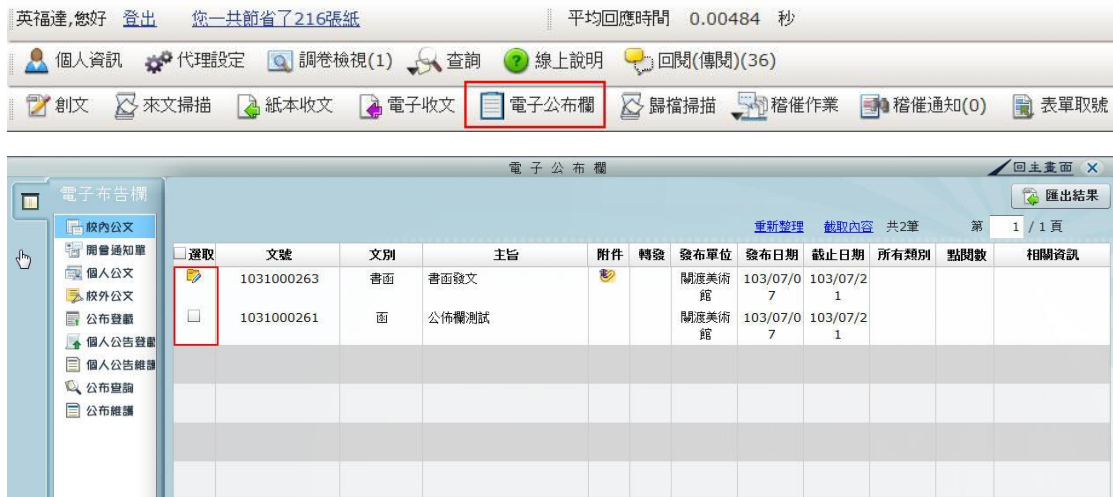 英福達,您好 登出 您一共節省了216張紙 平均回應時間 0.00484 秒
個人資訊 代理設定 調卷檢視(1) 查詢 線上說明 回閱(傳閱)(36)
創文 來文掃描 紙本收文 電子收文 電子公布欄 歸檔掃描 稽催作業 稽催通知(0) 表單取號
電子公布欄 回主畫面
電子布告欄 匯出結果
校內公文
開會通知單
個人公文
校外公文
公布登載
個人公告登載
個人公告維護
公布查詢
公布維護
重新整理 截取內容 共2筆 第 1 / 1 頁
選取 文號 文別 主旨 附件 轉發 發布單位 發布日期 截止日期 所有類別 點閱數 相關資訊
1031000263 書函 書面發文 關渡美術館 103/07/07 103/07/21
1031000261 函 公佈欄測試 關渡美術館 103/07/07 103/07/21